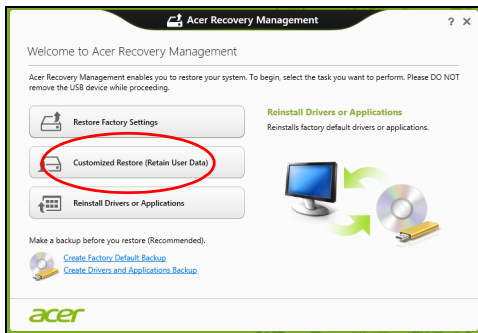 Acer Recovery Management
? ×
Welcome to Acer Recovery Management
Acer Recovery Management enables you to restore your system. To begin, select the task you want to perform. Please DO NOT
remove the USB device while proceeding.
Restore Factory Settings
Customized Restore (Retain User Data)
Reinstall Drivers or Applications
Reinstall Drivers or Applications
Reinstalls factory default drivers or applications.
Make a backup before you restore (Recommended).
Create Factory Default Backup
Create Drivers and Applications Backup
acer